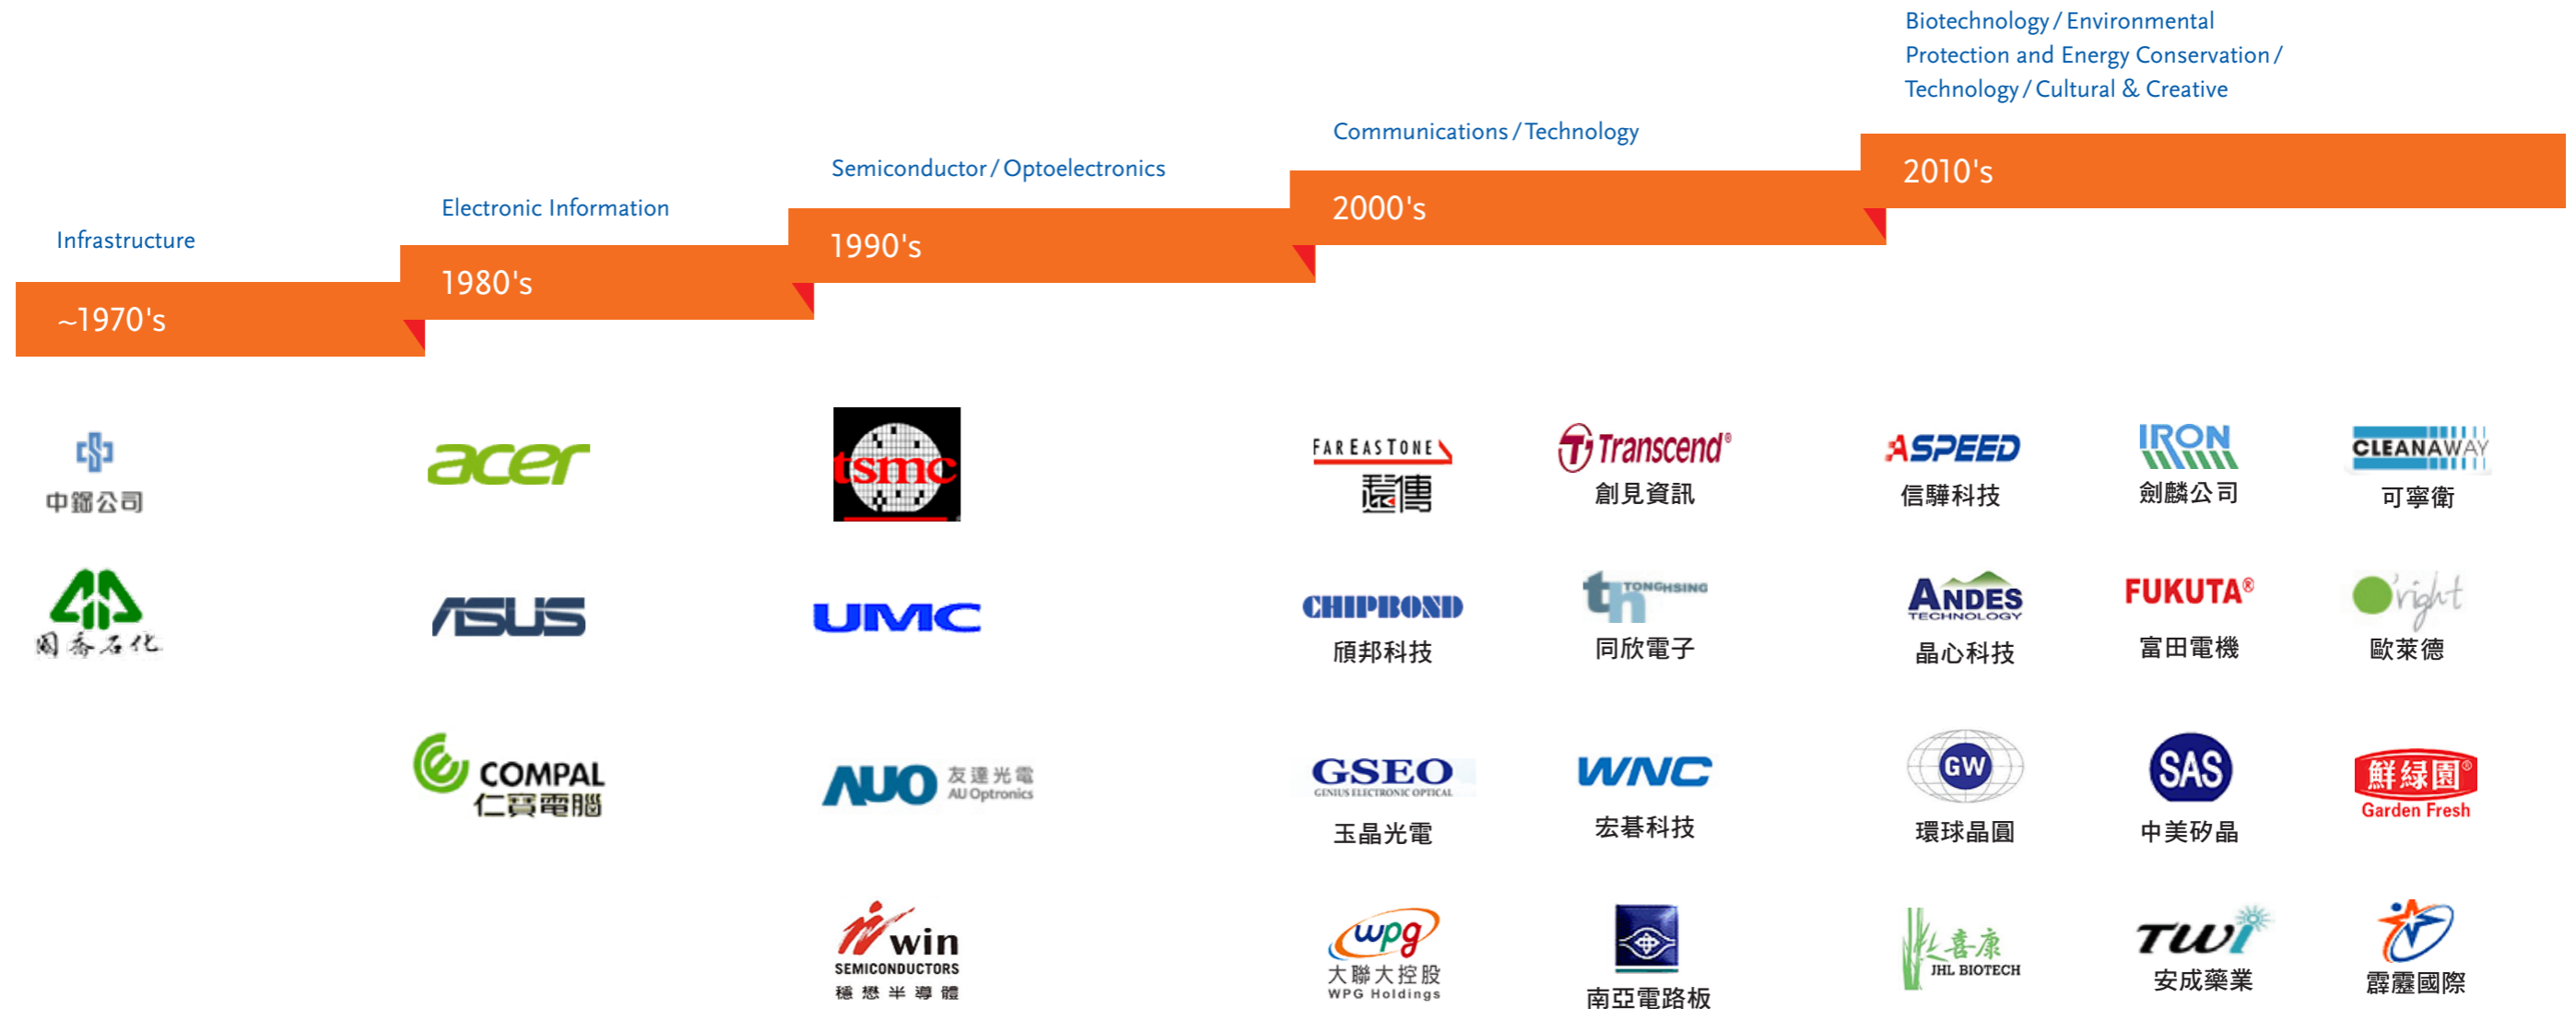 Infrastructure
~1970's
Electronic Information
1980's
Semiconductor / Optoelectronics
1990's
Communications / Technology
2000's
Biotechnology / Environmental
Protection and Energy Conservation /
Technology / Cultural & Creative
2010's
中鋼公司
國喬石化
acer
ASUS
COMPAL
仁寶電腦
tsmc
UMC
AUO 友達光電
AU Optronics
win
SEMICONDUCTORS
穩懋半導體
FAREASTONE
遠傳
CHIPBOND
頎邦科技
GSEO
GENIUS ELECTRONIC OPTICAL
玉晶光電
wpg
大聯大控股
WPG Holdings
Transcend®
創見資訊
th TONGHSING
同欣電子
WNC
宏碁科技
南亞電路板
ASPEED
信驊科技
ANDES
TECHNOLOGY
晶心科技
GW
環球晶圓
喜康
JHL BIOTECH
IRON
劍麟公司
FUKUTA®
富田電機
SAS
中美矽晶
TWi
安成藥業
CLEANAWAY
可寧衛
O'right
歐萊德
鮮綠園®
Garden Fresh
霹靂國際